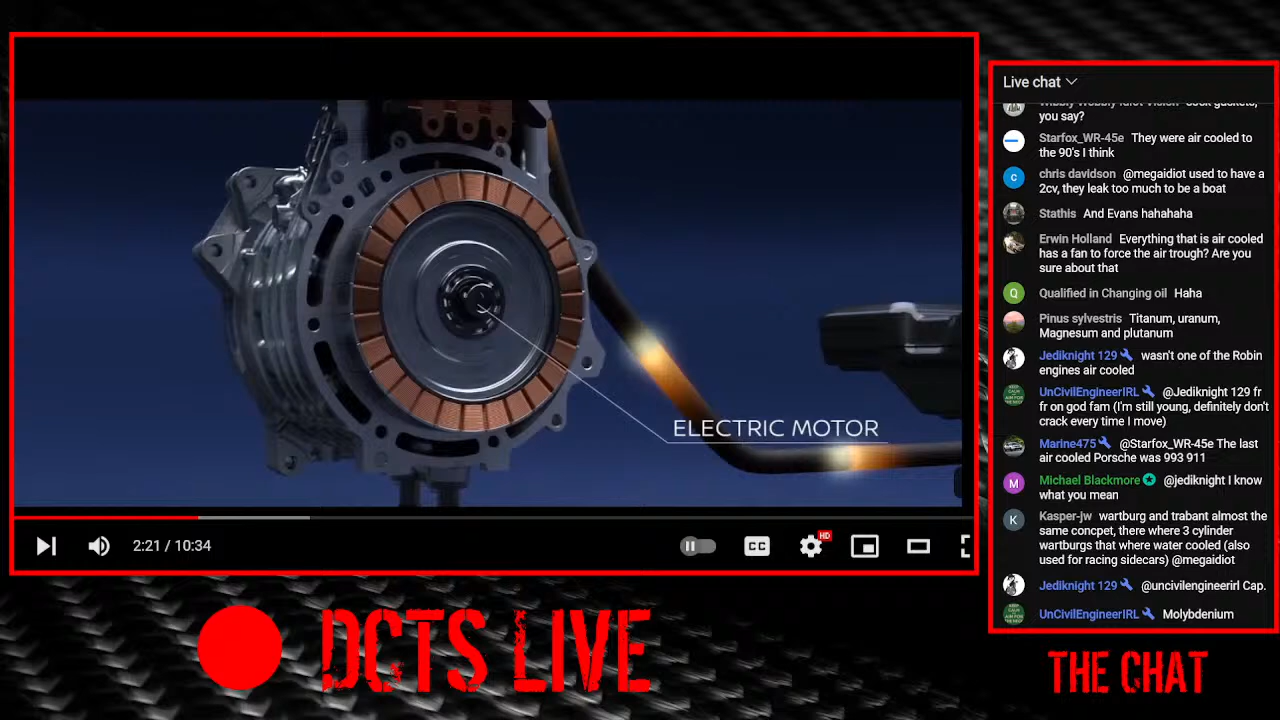 ELECTRIC MOTOR
2:21 / 10:34
CC
HD
DCTS LIVE
Live chat
you say?
Starfox_WR-45e They were air cooled to
the 90's I think
C
chris davidson @megaidiot used to have a
2cv, they leak too much to be a boat
Stathis And Evans hahahaha
Erwin Holland Everything that is air cooled
has a fan to force the air trough? Are you
sure about that
Q
Qualified in Changing oil Haha
Pinus sylvestris Titanum, uranum,
Magnesum and plutanum
Jediknight 129 wasn't one of the Robin
engines air cooled
UnCivilEngineerIRL @Jediknight 129 fr
fr on god fam (I'm still young, definitely don't
crack every time I move)
Marine475 @Starfox_WR-45e The last
air cooled Porsche was 993 911
M
Michael Blackmore @jediknight I know
what you mean
K
Kasper-jw wartburg and trabant almost the
same concpet, there where 3 cylinder
wartburgs that where water cooled (also
used for racing sidecars) @megaidiot
Jediknight 129 @uncivilengineerirl Cap.
UnCivilEngineerIRL Molybdenium
THE CHAT